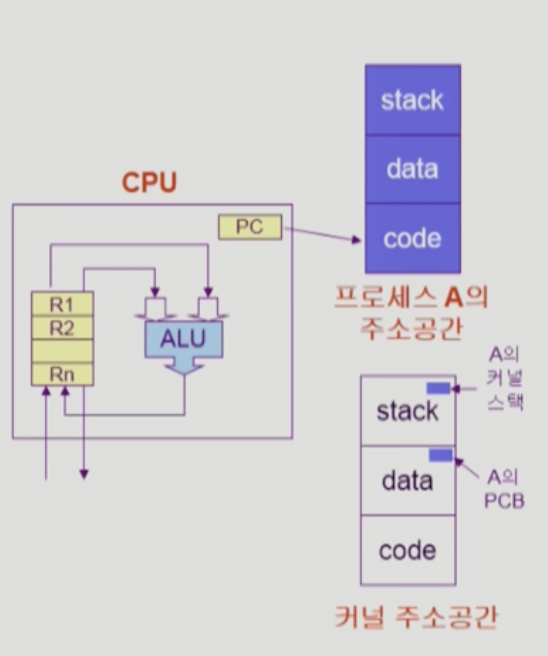 CPU
PC
R1
R2
Rn
ALU
stack
data
code
프로세스 A의
주소공간
A의
커널
스택
stack
data
A의
PCB
code
커널 주소공간